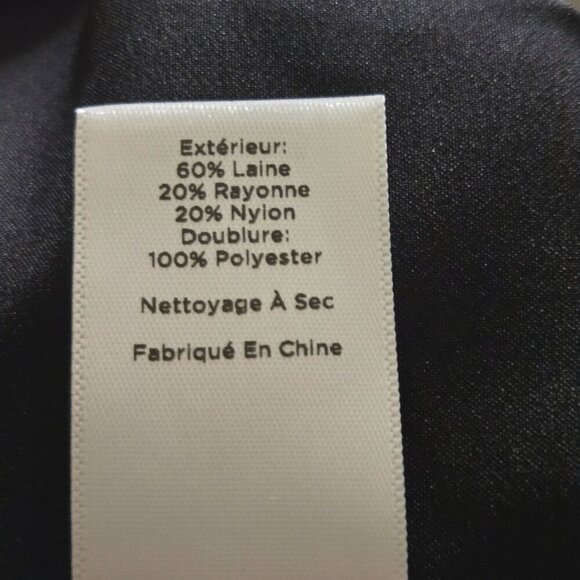 Extérieur:
60% Laine
20% Rayonne
20% Nylon
Doublure:
100% Polyester
Nettoyage À Sec
Fabriqué En Chine